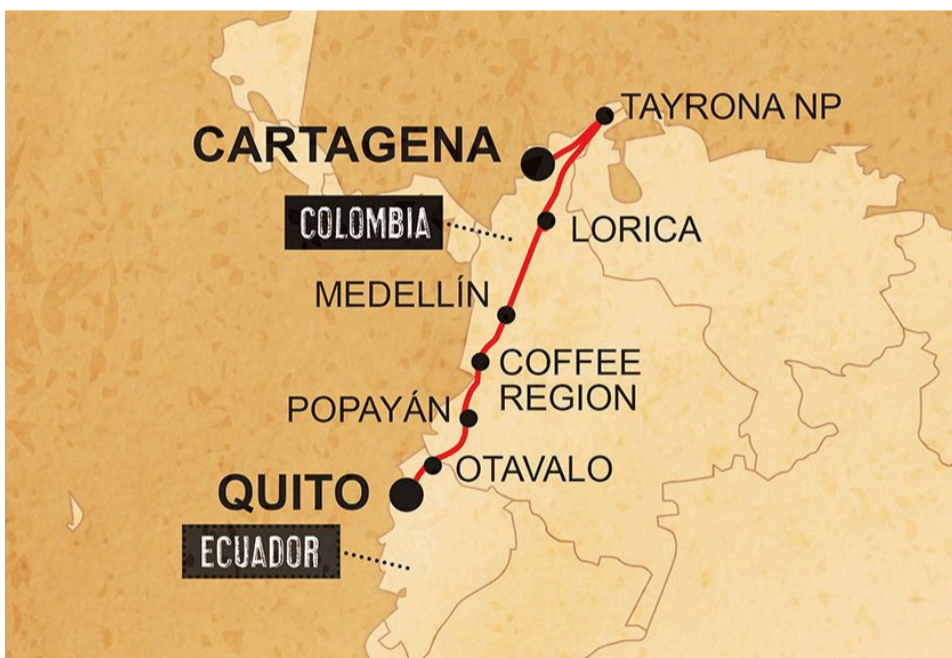 TAYRONA NP
CARTAGENA
COLOMBIA
LORICA
MEDELLÍN
COFFEE
REGION
POPAYÁN
OTAVALO
QUITO
ECUADOR